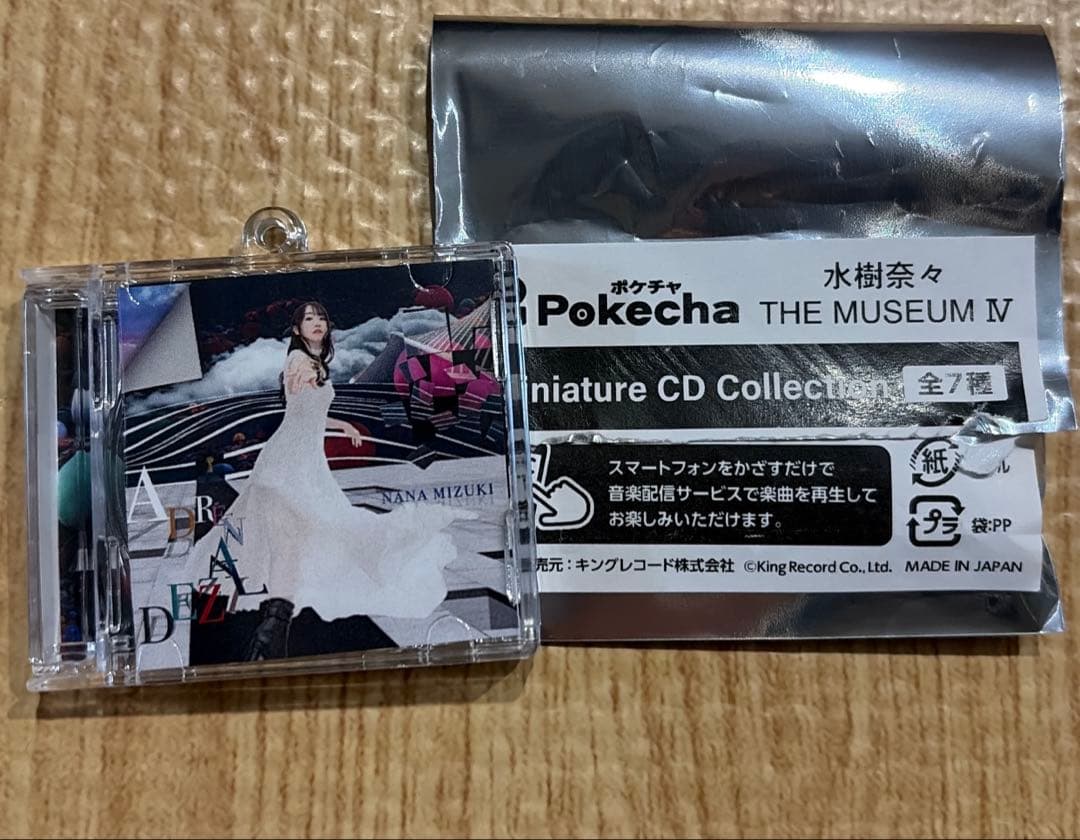 ADRENALI
DEZ
NANA MIZUKI
ポケチャ
Pokecha
水樹奈々
THE MUSEUM Ⅳ
niature CD Collection
全7種
スマートフォンをかざすだけで
音楽配信サービスで楽曲を再生して
お楽しみいただけます。
紙
ル
プラ
袋:PP
売元：キングレコード株式会社
©King Record Co., Ltd.
MADE IN JAPAN